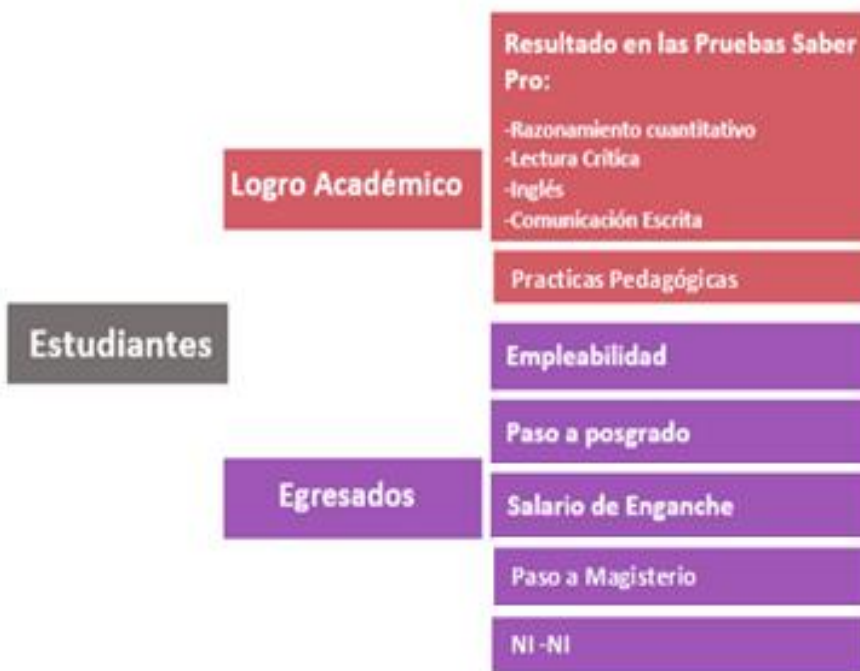 Estudiantes
Logro Académico
Resultado en las Pruebas Saber
Pro:
-Razonamiento cuantitativo
-Lectura Crítica
-Inglés
-Comunicación Escrita
Practicas Pedagógicas
Egresados
Empleabilidad
Paso a posgrado
Salario de Enganche
Paso a Magisterio
NI -NI